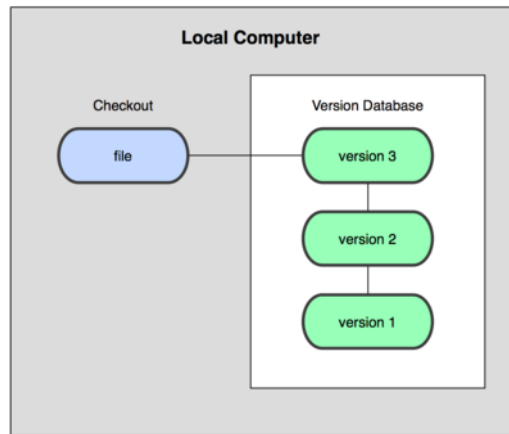 Local Computer
Checkout
Version Database
file
version 3
version 2
version 1